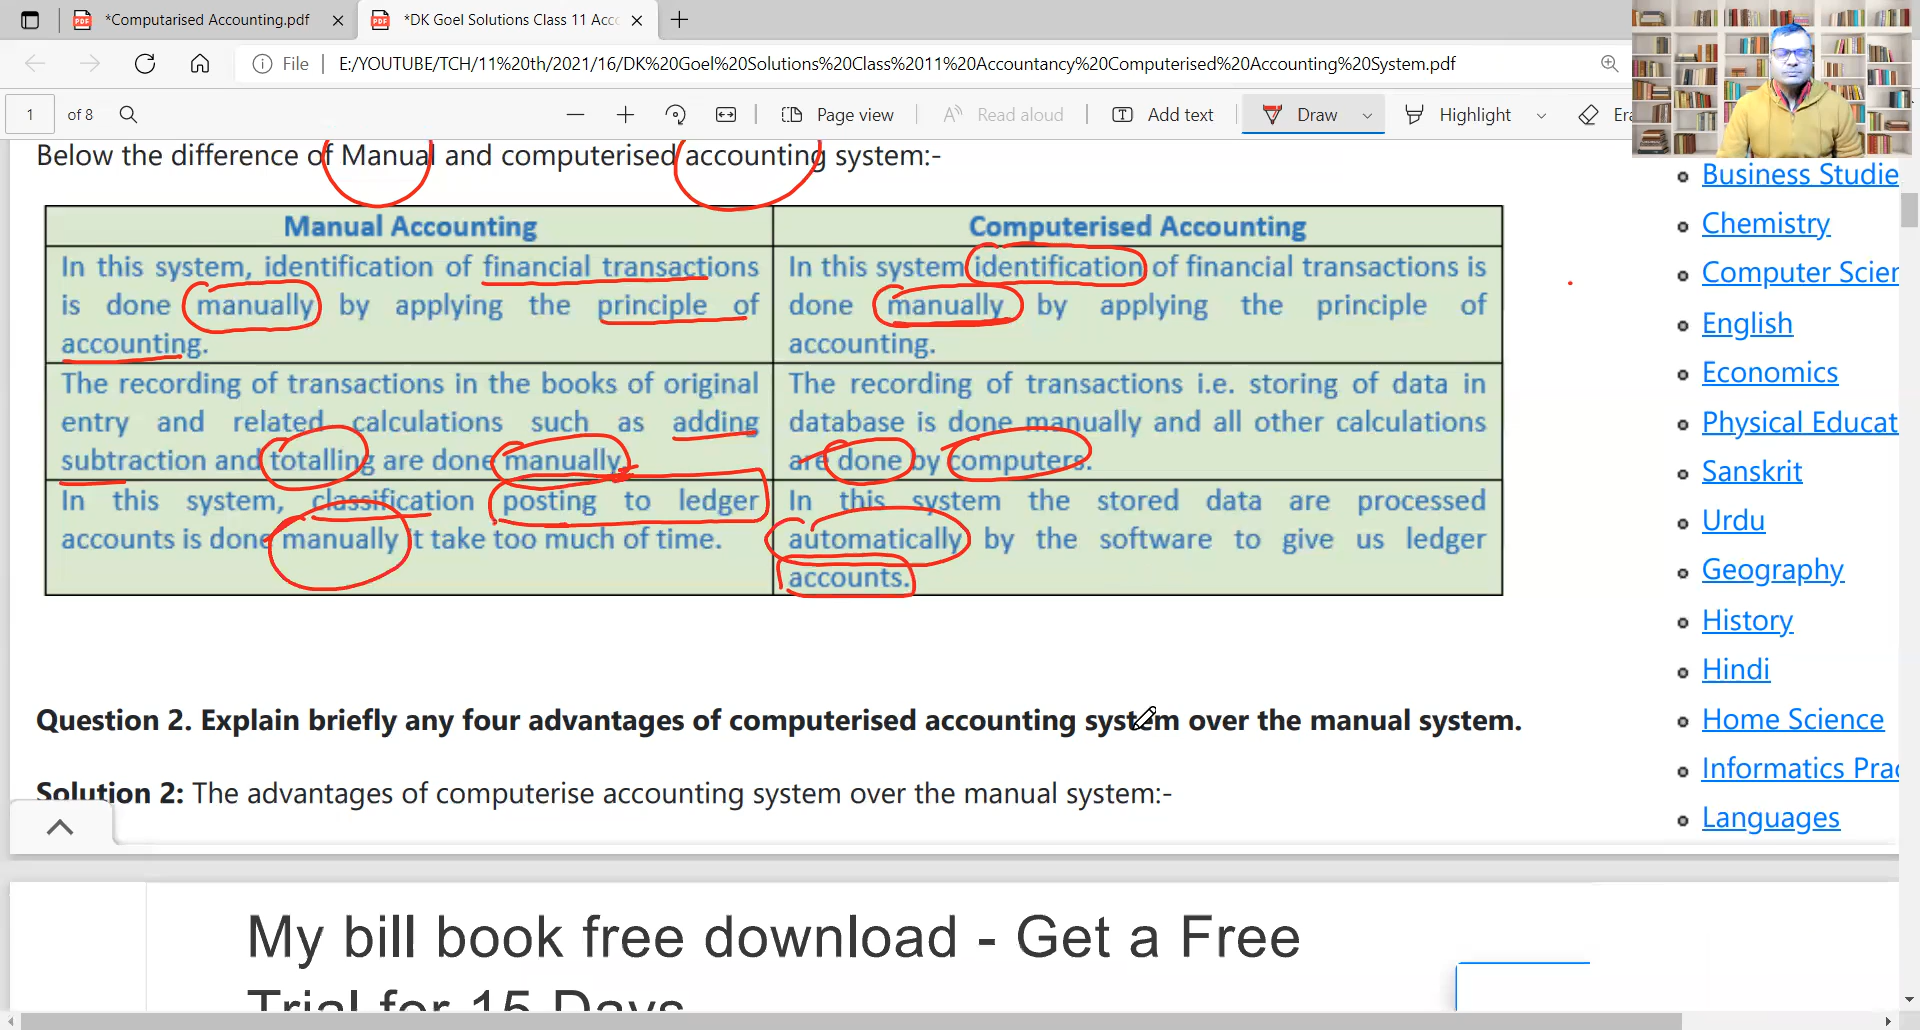 *Computarised Accounting.pdf
*DK Goel Solutions Class 11 Acc
File
E:/YOUTUBE/TCH/11%20th/2021/16/DK%20Goel%20Solutions%20Class%2011%20Accountancy%20Computerised%20Accounting%20System.pdf
1 of 8
Page view
Read aloud
Add text
Draw
Highlight
Era
Below the difference of Manual and computerised accounting system:-
Manual Accounting
In this system, identification of financial transactions
is done manually by applying the principle of
accounting.
The recording of transactions in the books of original
entry and related calculations such as adding
subtraction and totalling are done manually.
In this system, classification posting to ledger
accounts is done manually it take too much of time.
Computerised Accounting
In this system identification of financial transactions is
done manually by applying the principle of
accounting.
The recording of transactions i.e. storing of data in
database is done manually and all other calculations
are done by computers.
In this system the stored data are processed
automatically by the software to give us ledger
accounts.
Question 2. Explain briefly any four advantages of computerised accounting system over the manual system.
Solution 2: The advantages of computerise accounting system over the manual system:-
My bill book free download - Get a Free
Trial for 15 Days
Business Studie
Chemistry
Computer Scien
English
Economics
Physical Educat
Sanskrit
Urdu
Geography
History
Hindi
Home Science
Informatics Prac
Languages